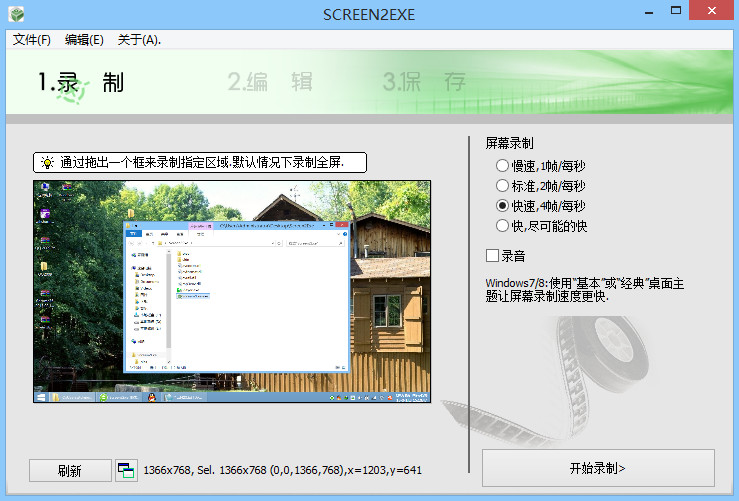 SCREEN2EXE
文件(F) 编辑(E) 关于(A).
1.录 制 2.编 辑 3.保 存
通过拖出一个框来录制指定区域.默认情况下录制全屏.
屏幕录制
慢速,1帧/每秒
标准,2帧/每秒
快速,4帧/每秒
快,尽可能的快
录音
Windows7/8:使用“基本”或“经典”桌面主
题让屏幕录制速度更快.
刷新 1366x768, Sel. 1366x768 (0,0,1366,768),x=1203,y=641
开始录制>